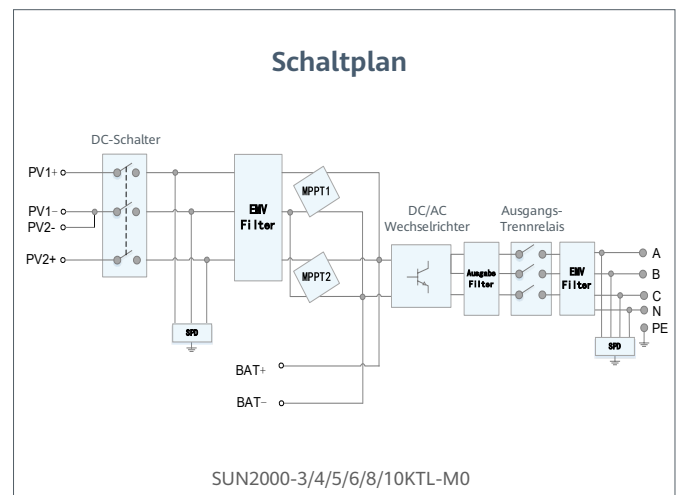 Schaltplan
DC-Schalter
PV1+
PV1-
PV2-
PV2+
EMV
Filter
MPPT1
MPPT2
SPD
BAT+
BAT-
DC/AC
Wechselrichter
Ausgabe
Filter
Ausgangs-
Trennrelais
EMV
Filter
A
B
C
N
PE
SPD
SUN2000-3/4/5/6/8/10KTL-M0